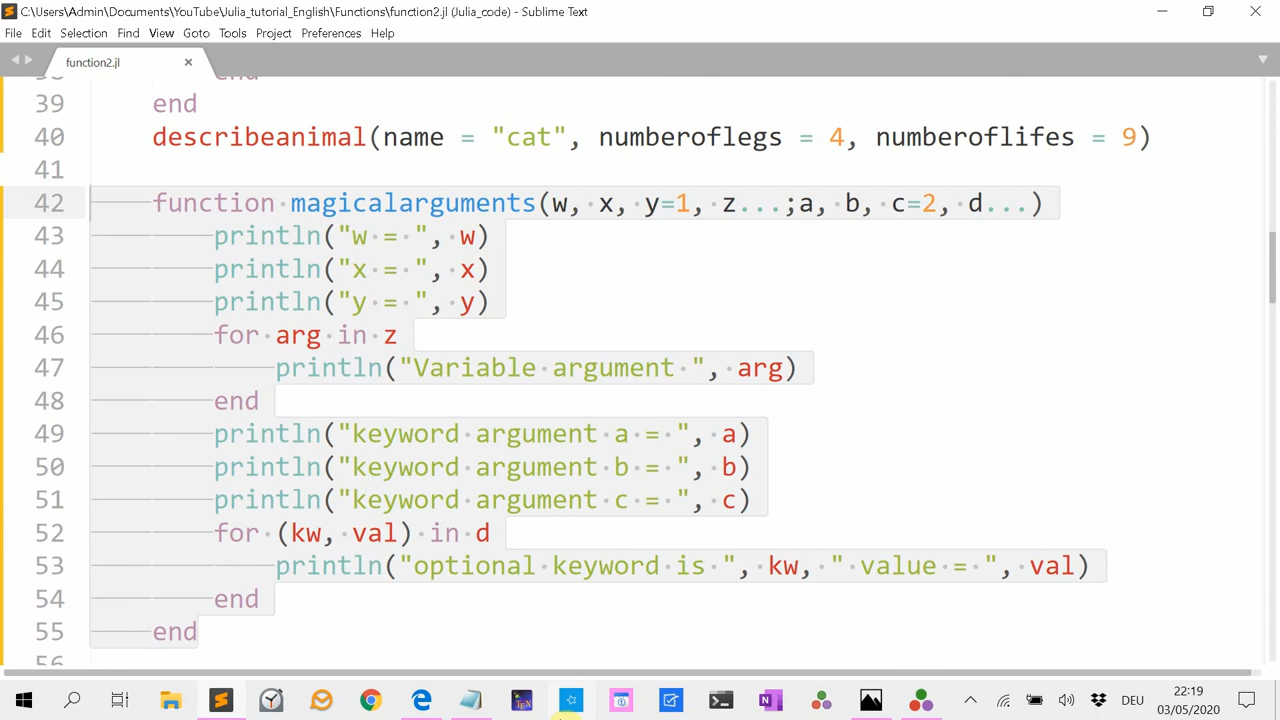 C:\Users\Admin\Documents\YouTube\Julia_tutorial_English\Functions\function2.jl (Julia_code) - Sublime Text
File Edit Selection Find View Goto Tools Project Preferences Help
function2.jl
38 end
39 end
40 describeanimal(name = "cat", numberoflegs = 4, numberoflifes = 9)
41
42 function magicalarguments(w, x, y=1, z...;a, b, c=2, d...)
43 println("w = ", w)
44 println("x = ", x)
45 println("y = ", y)
46 for arg in z
47 println("Variable argument ", arg)
48 end
49 println("keyword argument a = ", a)
50 println("keyword argument b = ", b)
51 println("keyword argument c = ", c)
52 for (kw, val) in d
53 println("optional keyword is ", kw, " value = ", val)
54 end
55 end
56
DEU
22:19
03/05/2020